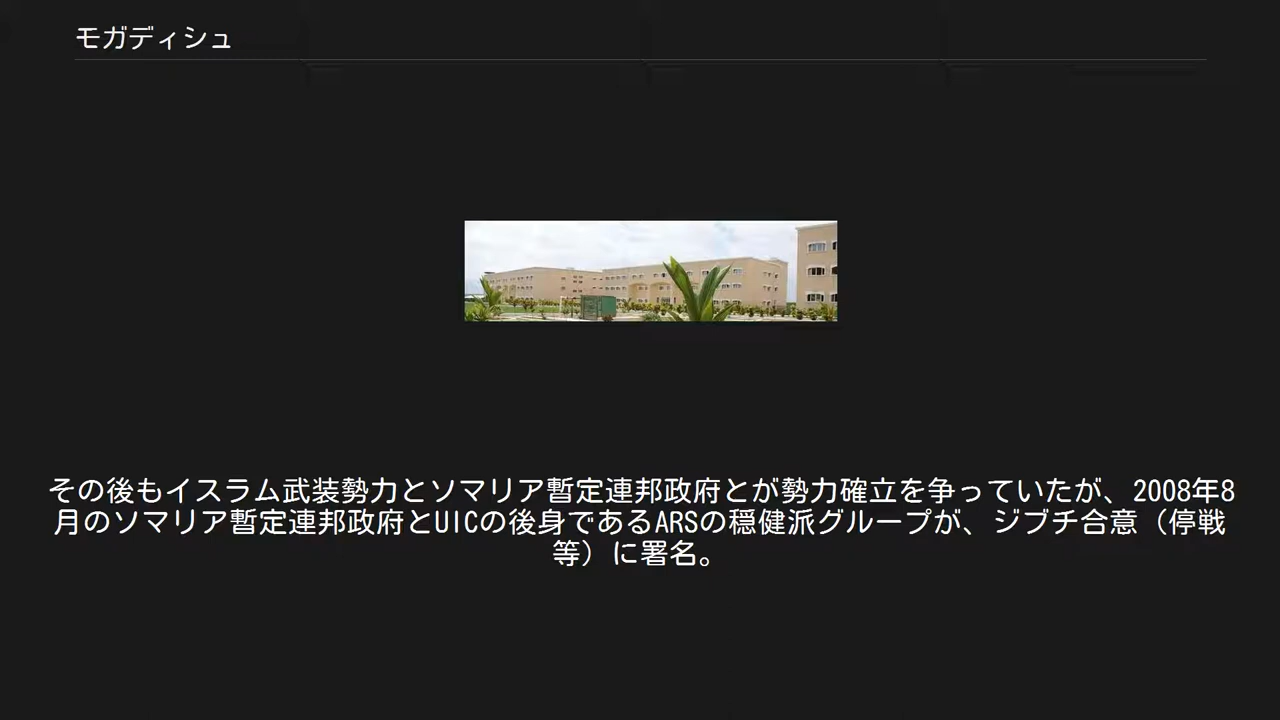 モガディシュ
その後もイスラム武装勢力とソマリア暫定連邦政府とが勢力確立を争っていたが、2008年8
月のソマリア暫定連邦政府とUICの後身であるARSの穏健派グループが、ジブチ合意（停戦
等）に署名。